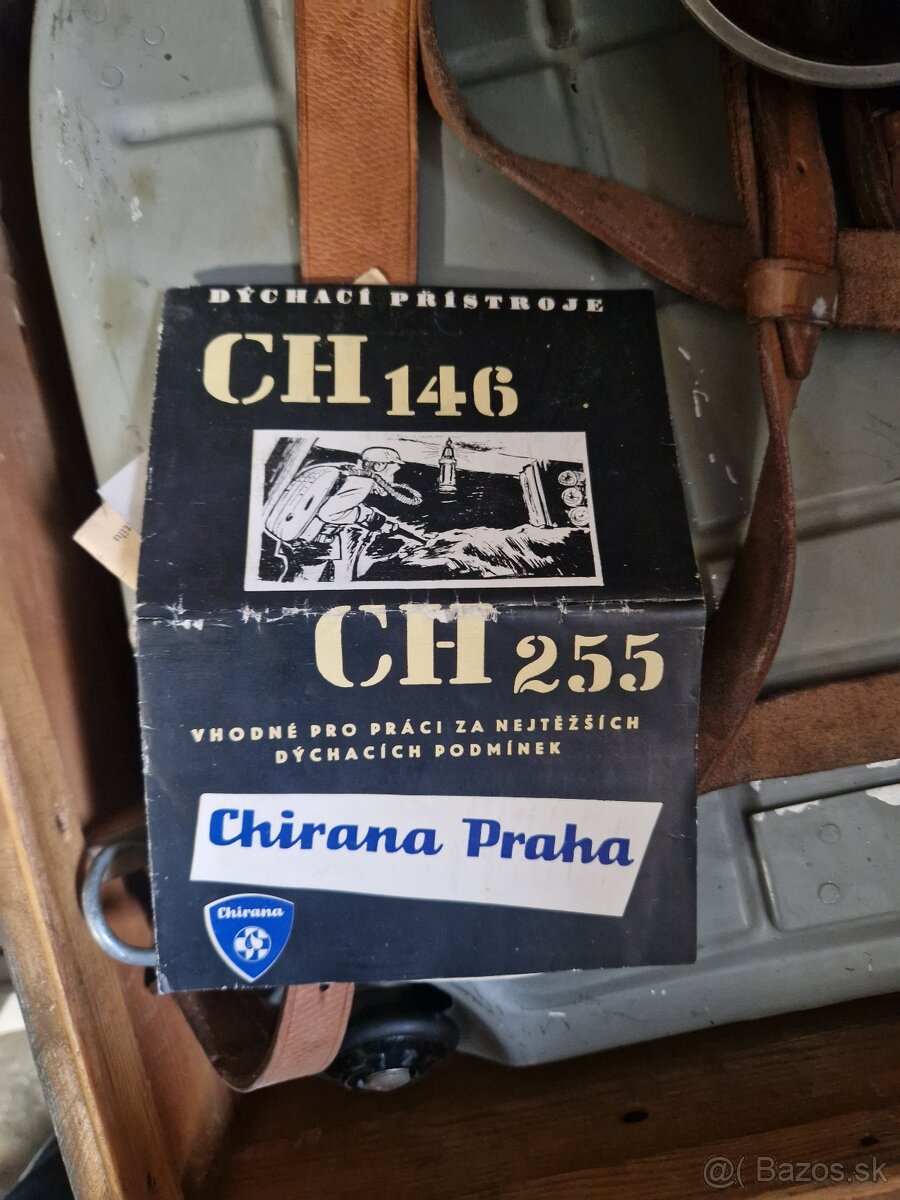 DÝCHACÍ PŘÍSTROJE
CH 146
CH 255
VHODNÉ PRO PRÁCI ZA NEJTĚŽŠÍCH
DÝCHACÍCH PODMÍNEK
Chirana Praha
Chirana
@( Bazos.sk